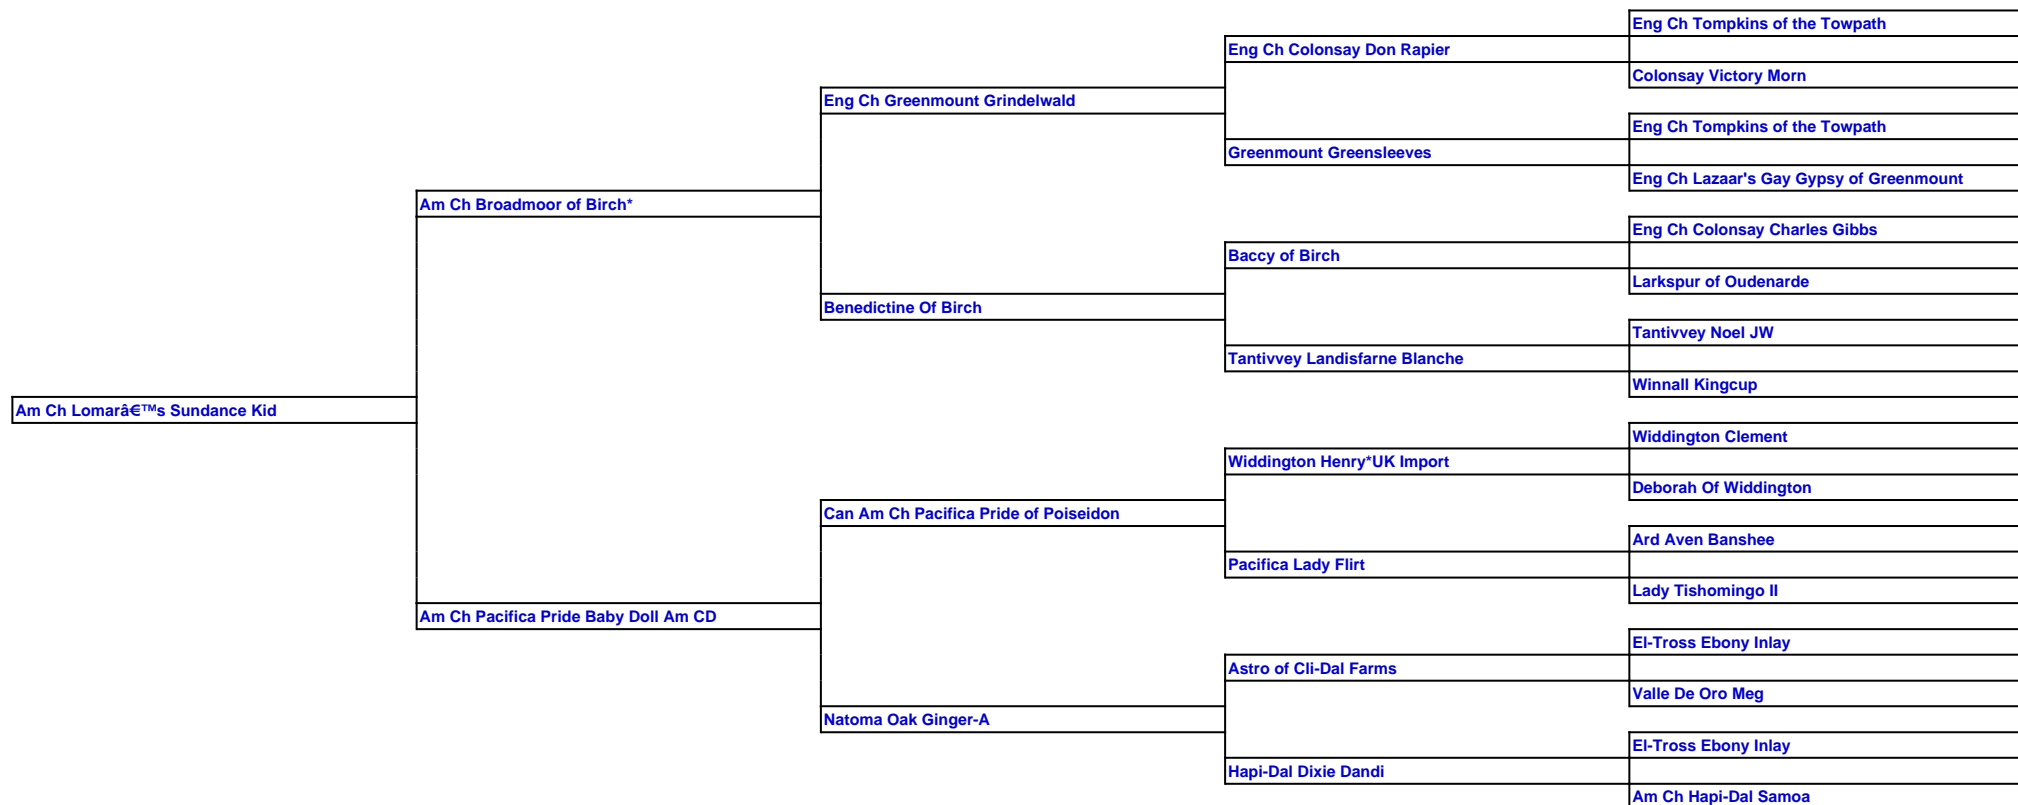 Eng Ch Tompkins of the Towpath
Eng Ch Colonsay Don Rapier
Colonsay Victory Morn
Eng Ch Greenmount Grindelwald
Eng Ch Tompkins of the Towpath
Greenmount Greensleeves
Eng Ch Lazaar's Gay Gypsy of Greenmount
Am Ch Broadmoor of Birch*
Eng Ch Colonsay Charles Gibbs
Baccy of Birch
Larkspur of Oudenarde
Benedictine Of Birch
Tantivvey Noel JW
Tantivvey Landisfarne Blanche
Winnall Kingcup
Am Ch Lomarâ€™s Sundance Kid
Widdington Clement
Widdington Henry*UK Import
Deborah Of Widdington
Can Am Ch Pacifica Pride of Poiseidon
Ard Aven Banshee
Pacifica Lady Flirt
Lady Tishomingo II
Am Ch Pacifica Pride Baby Doll Am CD
El-Tross Ebony Inlay
Astro of Cli-Dal Farms
Valle De Oro Meg
Natoma Oak Ginger-A
El-Tross Ebony Inlay
Hapi-Dal Dixie Dandi
Am Ch Hapi-Dal Samoa